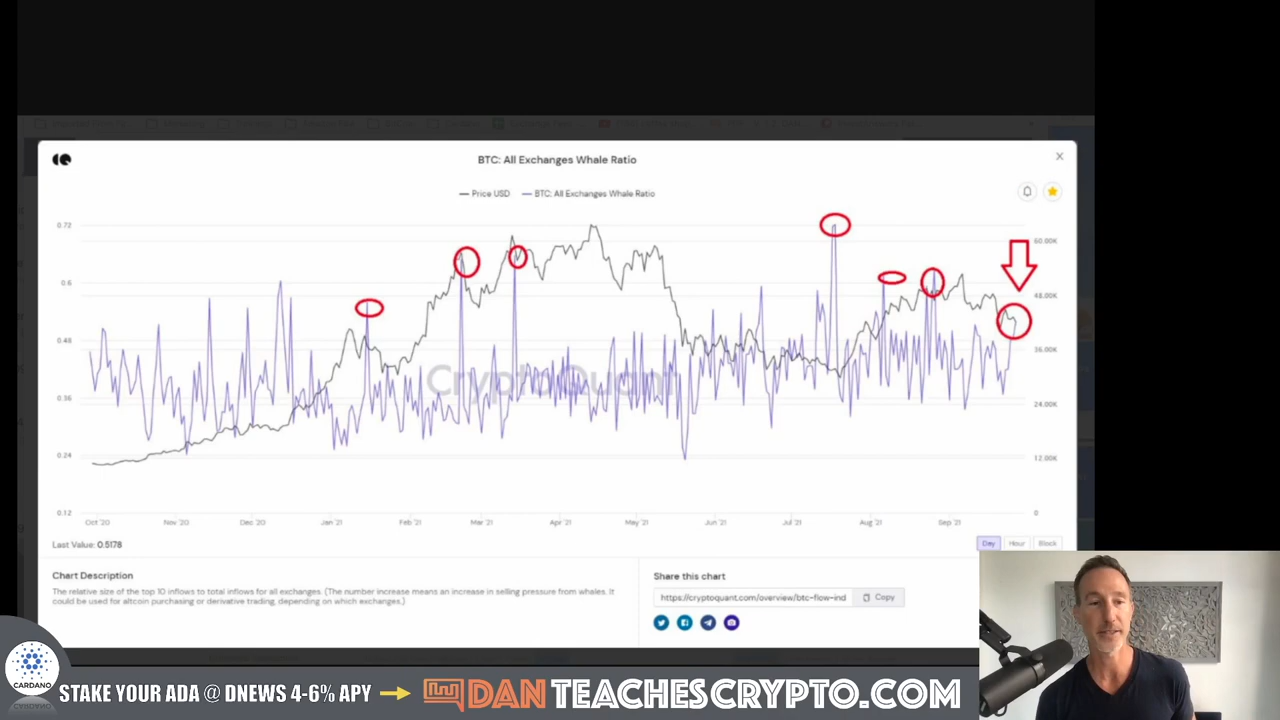 BTC: All Exchanges Whale Ratio
Price USD BTC: All Exchanges Whale Ratio
0.72
60.00K
0.6
48.00K
0.48
36.00K
CryptoQuant
0.36
24.00K
0.24
12.00K
0.12
0
Oct '20 Nov '20 Dec '20 Jan '21 Feb '21 Mar '21 Apr '21 May '21 Jun '21 Jul '21 Aug '21 Sep '21
Last Value: 0.5178
Day Hour Block
Chart Description
The relative size of the top 10 inflows to total inflows for all exchanges. (The number increase means an increase in selling pressure from whales. It
could be used for altcoin purchasing or derivative trading, depending on which exchanges.)
Share this chart
https://cryptoquant.com/overview/btc-flow-ind Copy
CARDANO
STAKE YOUR ADA @ DNEWS 4-6% APY
DAN TEACHESCRYPTO.COM